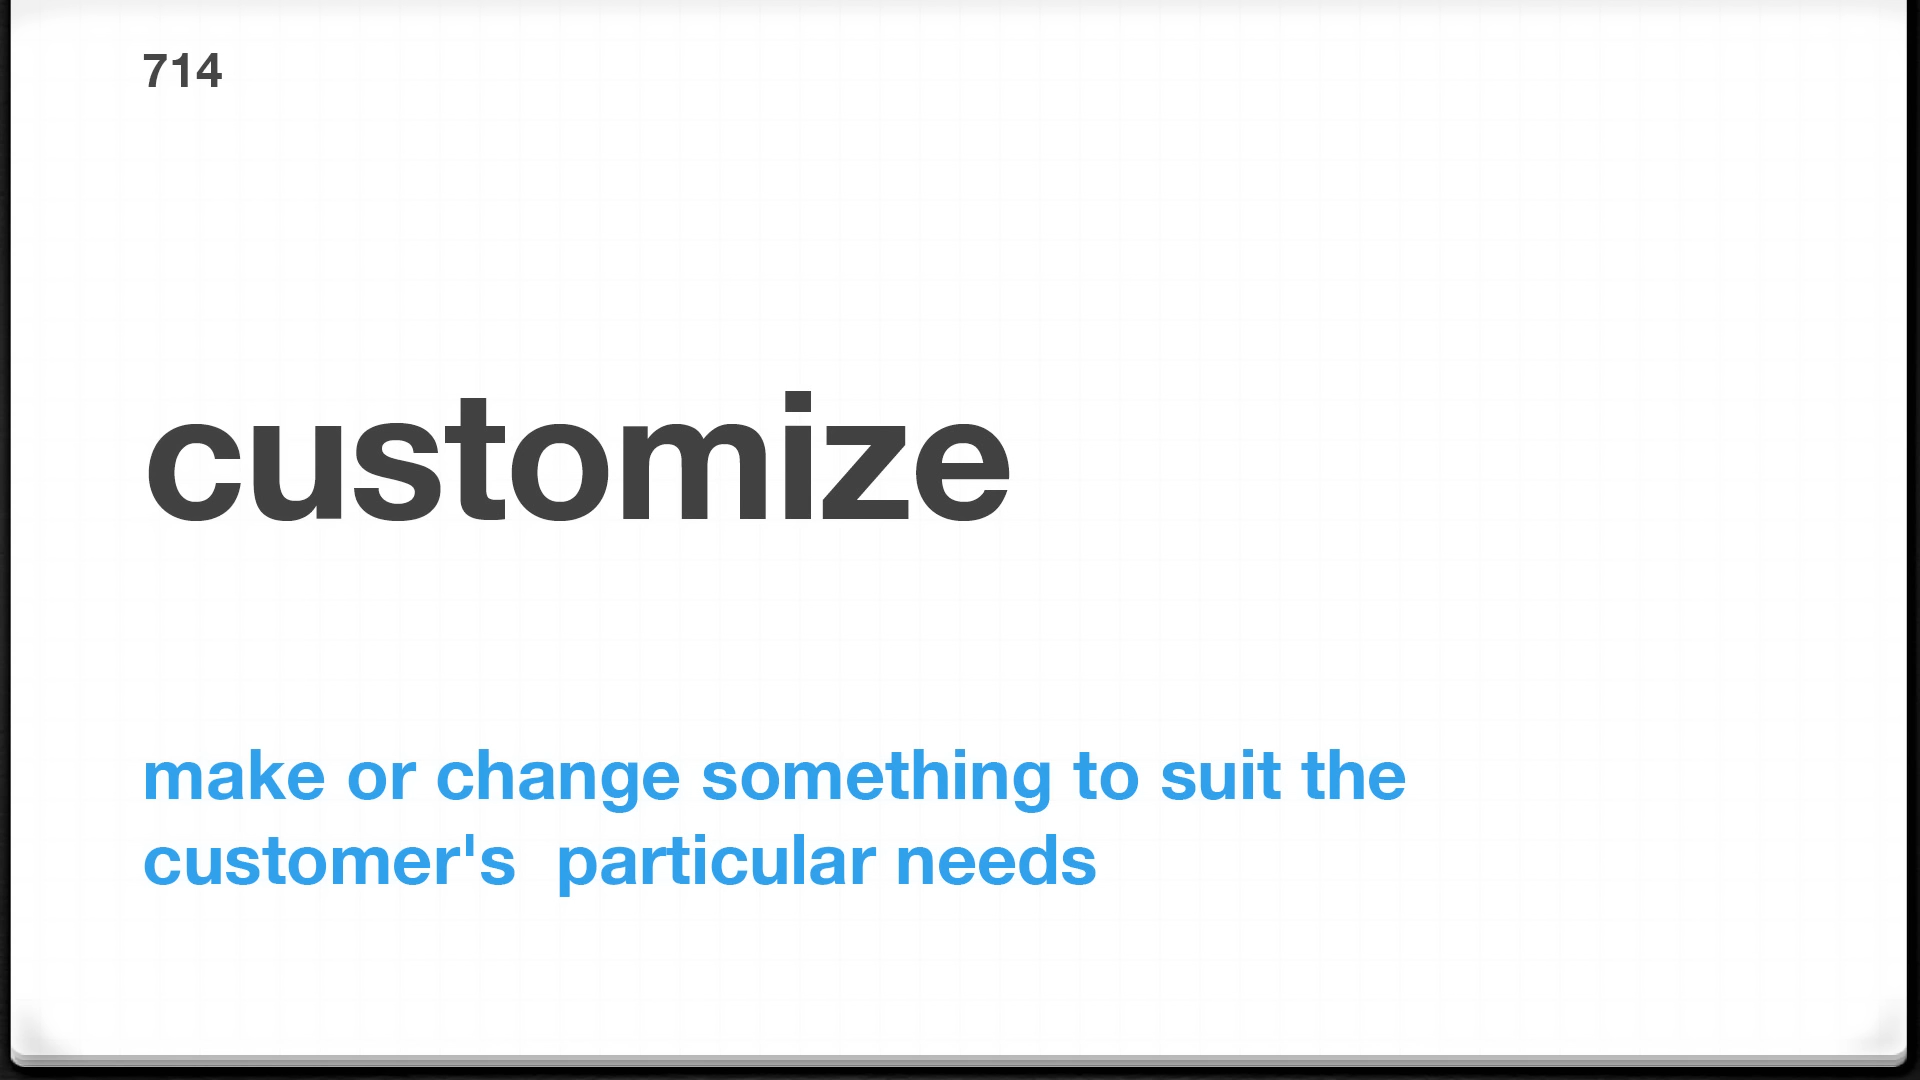 714
customize
make or change something to suit the
customer's  particular needs